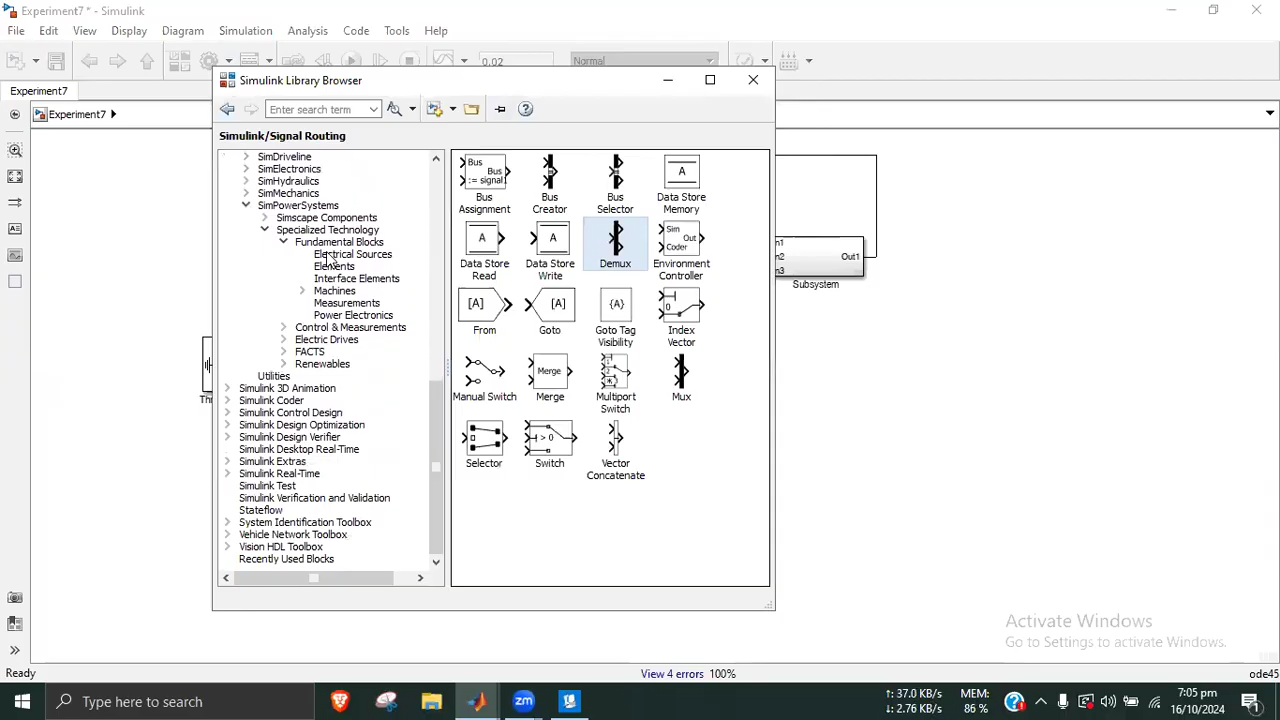 Experiment7 * - Simulink
File Edit View Display Diagram Simulation Analysis Code Tools Help
0.02
Normal
Experiment7
Experiment7
Simulink Library Browser
Enter search term
Simulink/Signal Routing
SimDriveline
SimElectronics
SimHydraulics
SimMechanics
SimPowerSystems
Simscape Components
Specialized Technology
Fundamental Blocks
Electrical Sources
Elements
Interface Elements
Machines
Measurements
Power Electronics
Control & Measurements
Electric Drives
FACTS
Renewables
Utilities
Simulink 3D Animation
Simulink Coder
Simulink Control Design
Simulink Design Optimization
Simulink Design Verifier
Simulink Desktop Real-Time
Simulink Extras
Simulink Real-Time
Simulink Test
Simulink Verification and Validation
Stateflow
System Identification Toolbox
Vehicle Network Toolbox
Vision HDL Toolbox
Recently Used Blocks
Bus
Bus
:= signal
Bus Assignment
Bus Creator
Bus Selector
A
Data Store Memory
A
Data Store Read
A
Data Store Write
Demux
Sim
Out
Coder
Environment Controller
[A]
From
[A]
Goto
{A}
Goto Tag Visibility
0
Index Vector
Manual Switch
Merge
Merge
1
2
*
Multiport Switch
Mux
Selector
> 0
Switch
Vector Concatenate
In1
In2
In3
Out1
Subsystem
Thr
Activate Windows
Go to Settings to activate Windows.
Ready
View 4 errors 100%
ode45
Type here to search
zm
↑: 37.0 KB/s
↓: 2.76 KB/s
MEM:
86 %
7:05 pm
16/10/2024
1